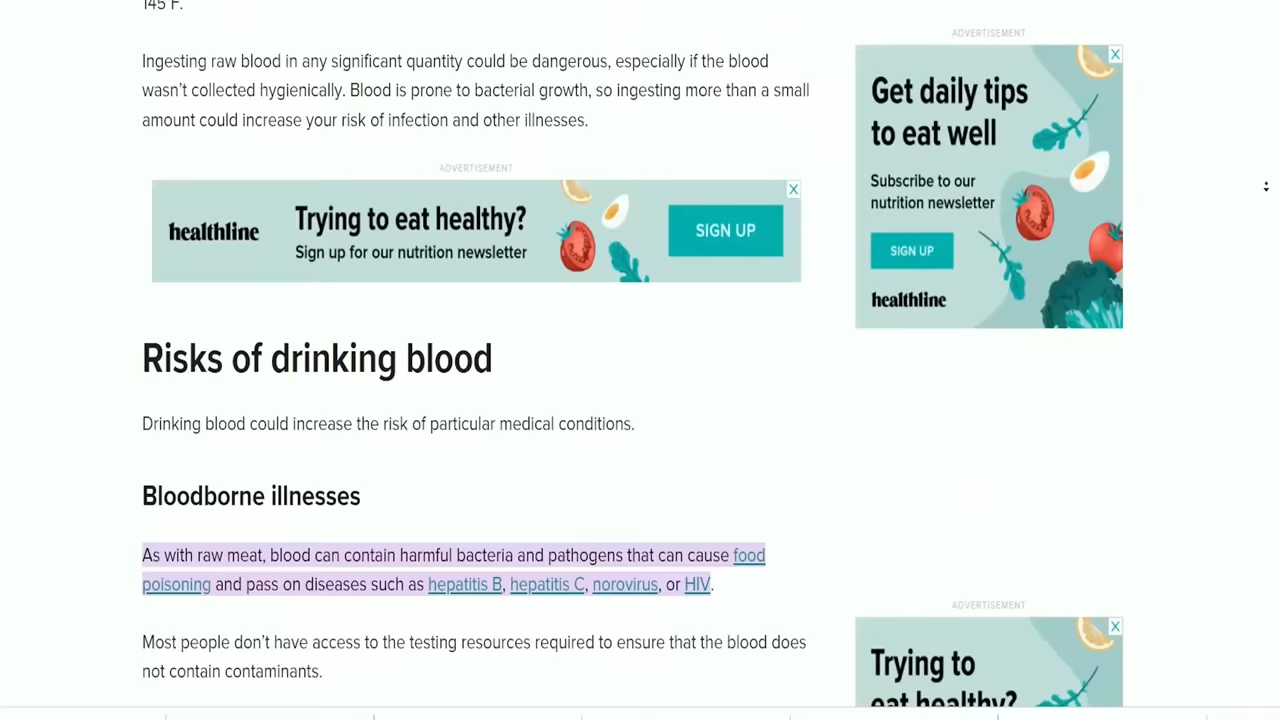 145°F.
Ingesting raw blood in any significant quantity could be dangerous, especially if the blood
wasn’t collected hygienically. Blood is prone to bacterial growth, so ingesting more than a small
amount could increase your risk of infection and other illnesses.
ADVERTISEMENT
healthline
Trying to eat healthy?
Sign up for our nutrition newsletter
SIGN UP
X
Risks of drinking blood
Drinking blood could increase the risk of particular medical conditions.
Bloodborne illnesses
As with raw meat, blood can contain harmful bacteria and pathogens that can cause food
poisoning and pass on diseases such as hepatitis B, hepatitis C, norovirus, or HIV.
Most people don’t have access to the testing resources required to ensure that the blood does
not contain contaminants.
ADVERTISEMENT
X
Get daily tips
to eat well
Subscribe to our
nutrition newsletter
SIGN UP
healthline
ADVERTISEMENT
X
Trying to
eat healthy?